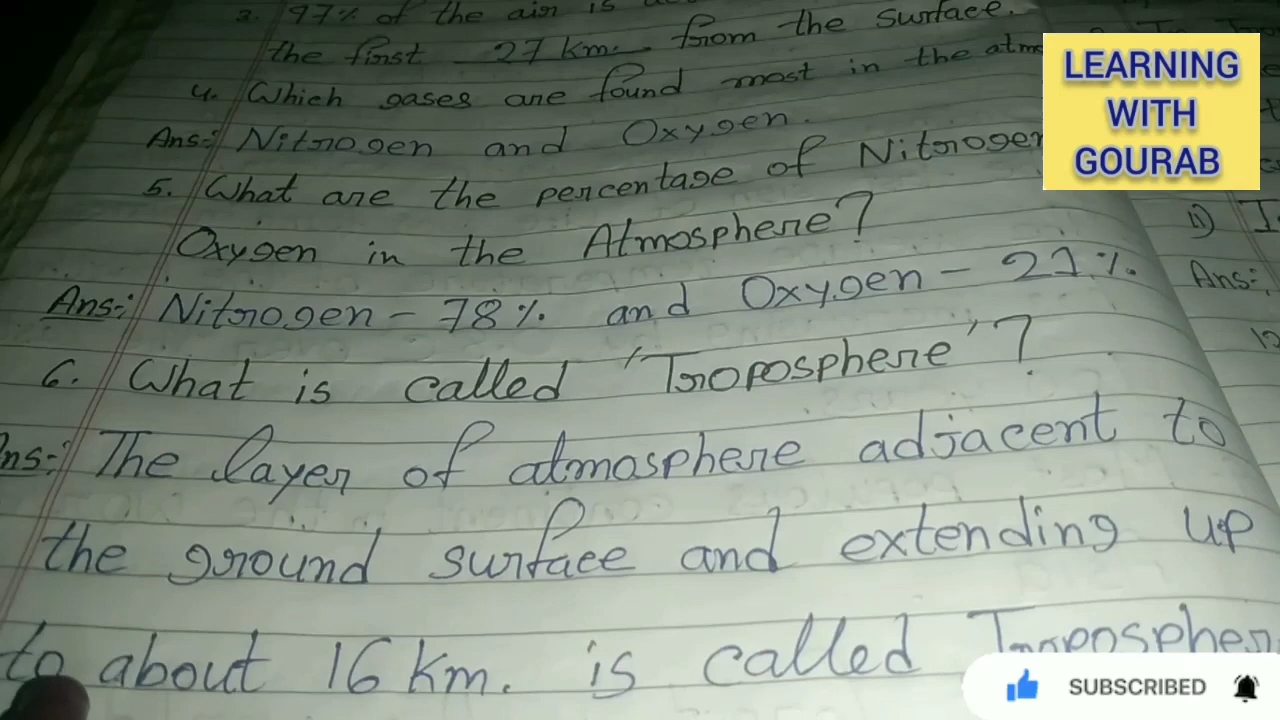 3. 97% of the air is
the first 27 km. from the surface.
4. Which gases are found most in the atm
Ans:- Nitrogen and Oxygen.
5. What are the percentage of Nitrogen
Oxygen in the Atmosphere?
Ans:- Nitrogen - 78% and Oxygen - 21%.
6. What is called 'Troposphere'?
Ans:- The layer of atmosphere adjacent to
the ground surface and extending up
to about 16 km. is called Tropospher
11) I
Ans:-
12
LEARNING
WITH
GOURAB
SUBSCRIBED